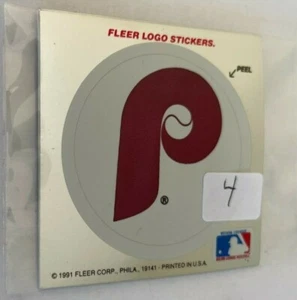 FLEER LOGO STICKERS.
PEEL
P
®
4
© 1991 FLEER CORP., PHILA., 19141 - PRINTED IN U.S.A.